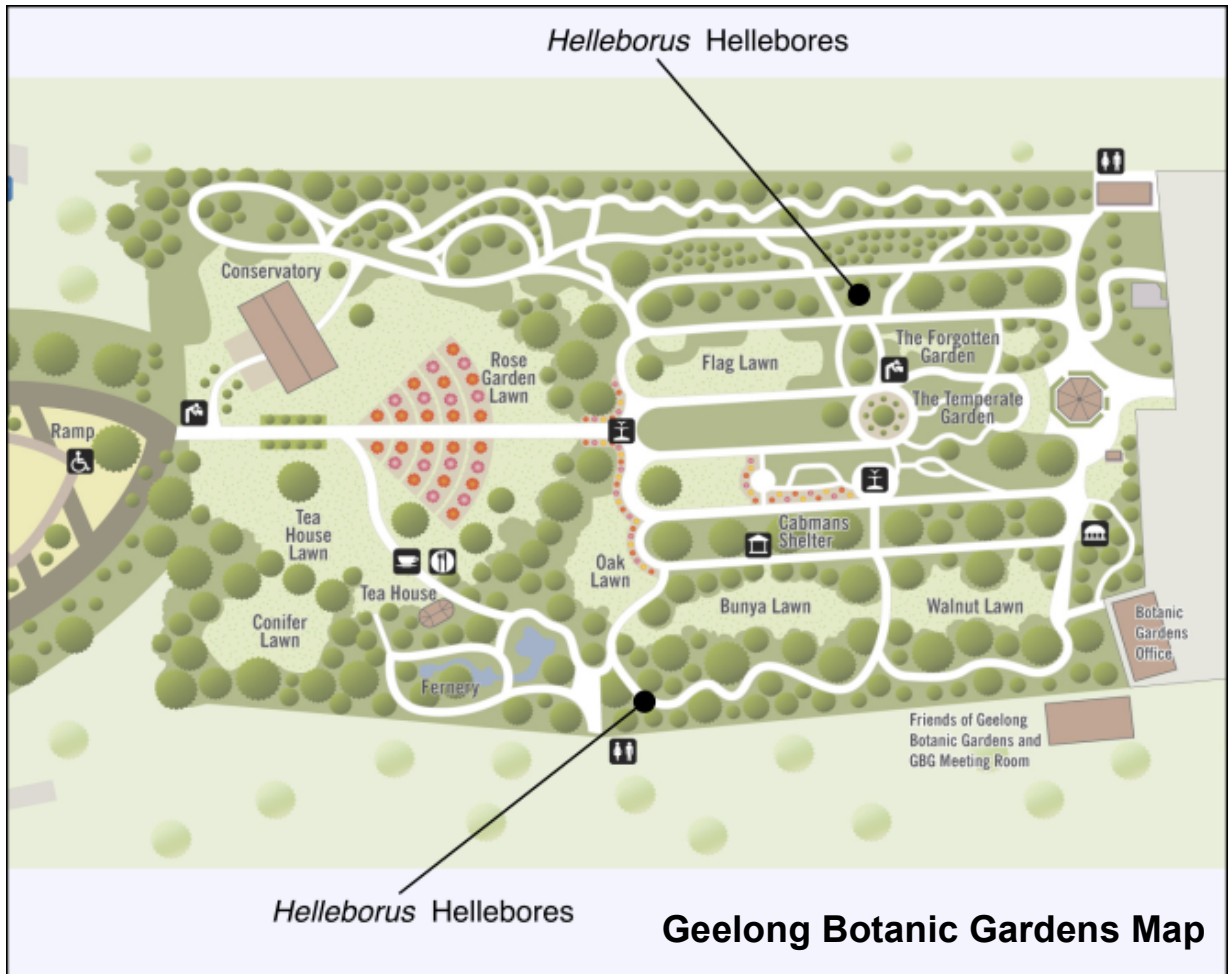 Helleborus Hellebores
Conservatory
Rose
Garden
Lawn
Flag Lawn
The Forgotten
Garden
The Temperate
Garden
Ramp
Tea
House
Lawn
Cabmans
Shelter
Oak
Lawn
Tea House
Bunya Lawn
Walnut Lawn
Conifer
Lawn
Botanic
Gardens
Office
Fernery
Friends of Geelong
Botanic Gardens and
GBG Meeting Room
Helleborus Hellebores
Geelong Botanic Gardens Map